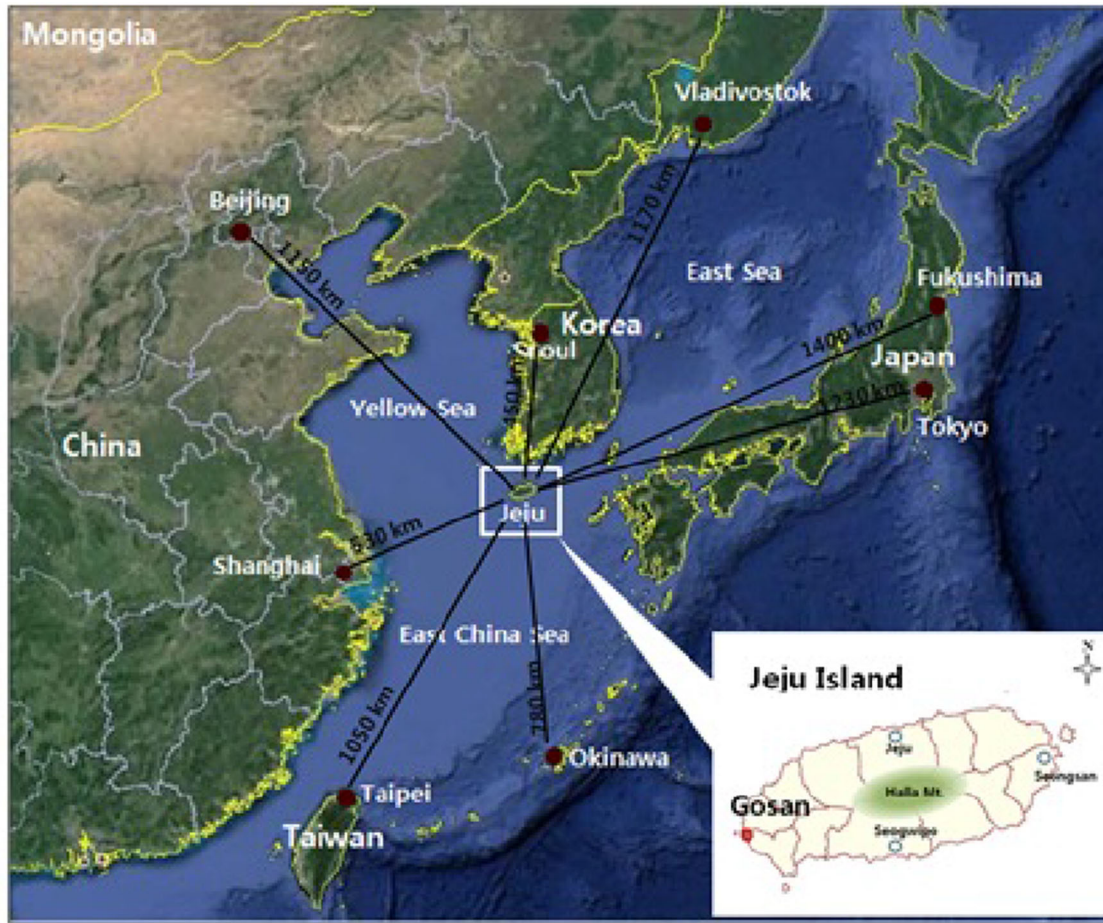 Mongolia
Vladivostok
Beijing
1150 km
1170 km
East Sea
Fukushima
Korea
Seoul
1400 km
Japan
450 km
1230 km
Yellow Sea
Tokyo
China
Jeju
530 km
Shanghai
East China Sea
780 km
1050 km
Okinawa
Taipei
Taiwan
Jeju Island
N
Jeju
Seongsan
Halla Mt.
Gosan
Seogwipo